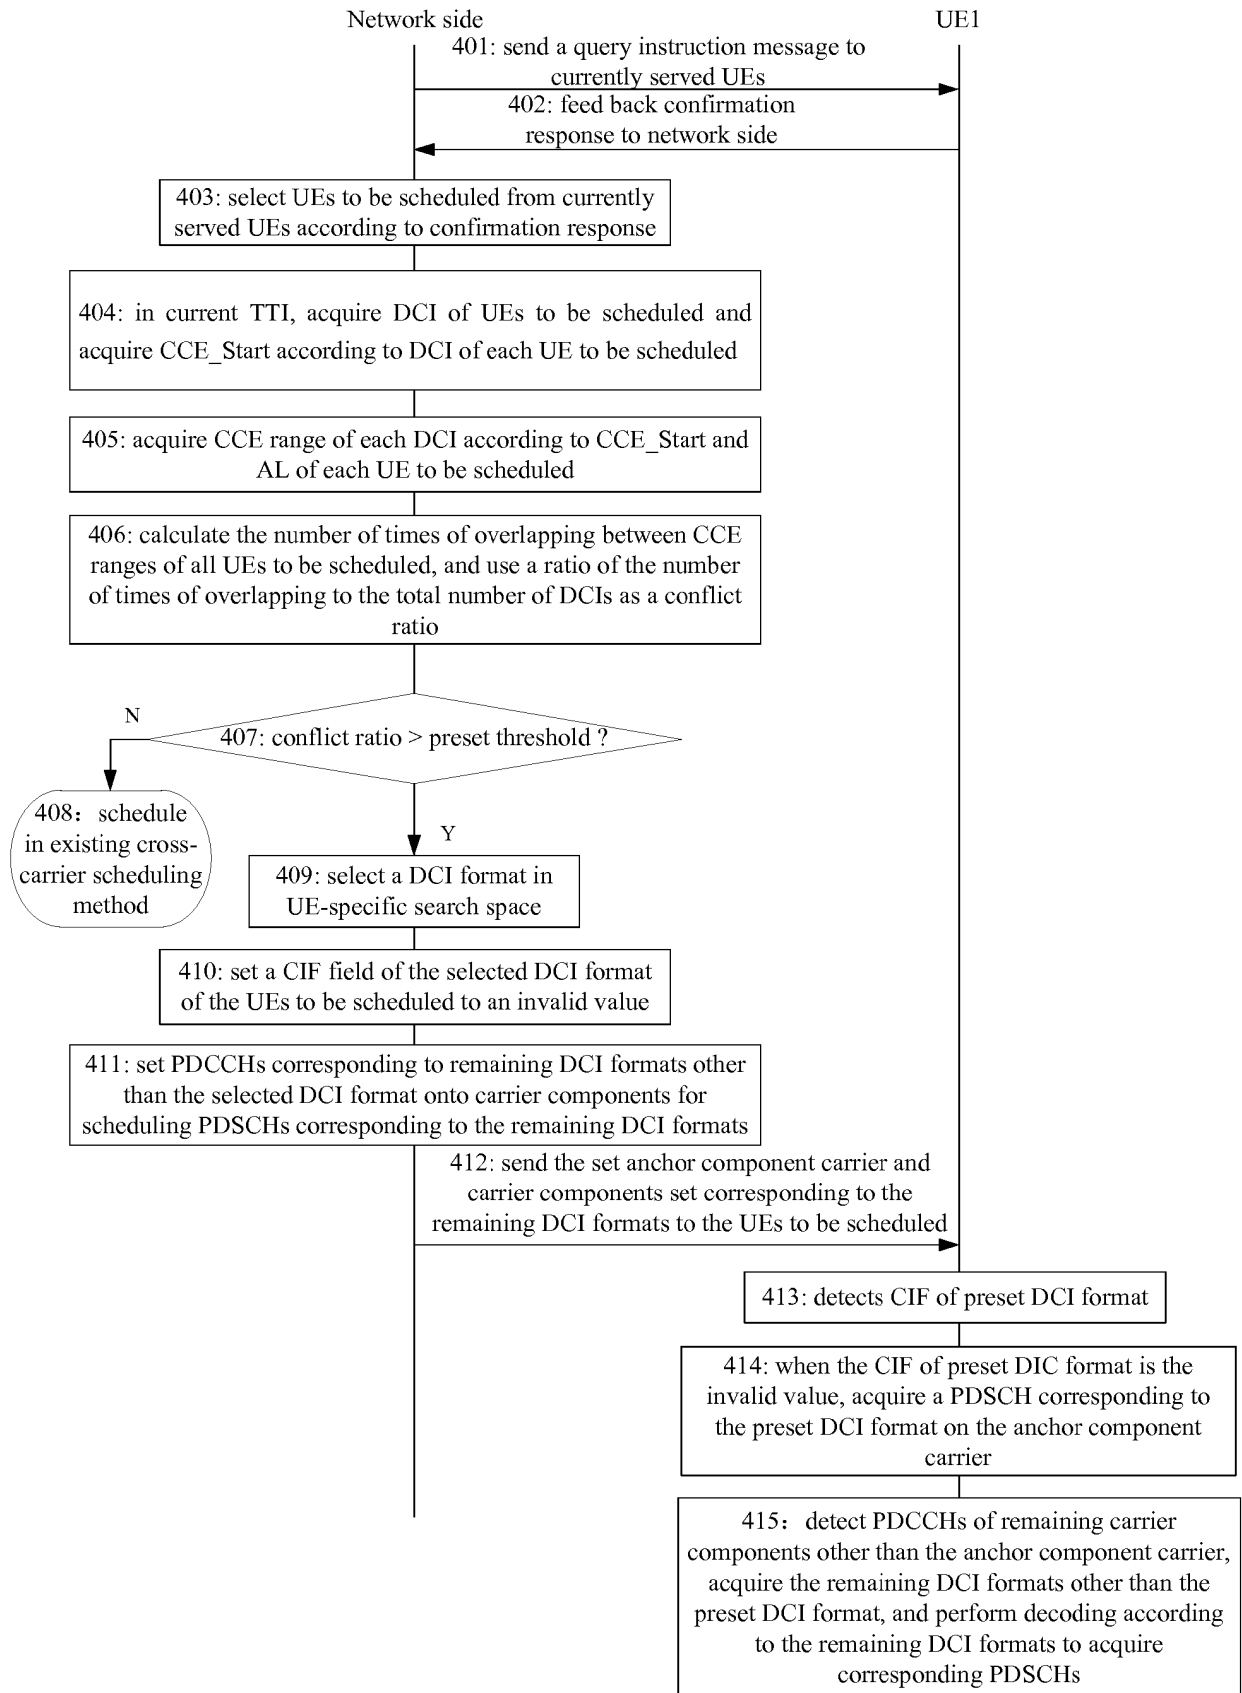 Network side
UE1
401: send a query instruction message to
currently served UEs
402: feed back confirmation
response to network side
403: select UEs to be scheduled from currently
served UEs according to confirmation response
404: in current TTI, acquire DCI of UEs to be scheduled and
acquire CCE_Start according to DCI of each UE to be scheduled
405: acquire CCE range of each DCI according to CCE_Start and
AL of each UE to be scheduled
406: calculate the number of times of overlapping between CCE
ranges of all UEs to be scheduled, and use a ratio of the number
of times of overlapping to the total number of DCIs as a conflict
ratio
N
407: conflict ratio > preset threshold ?
408：schedule
in existing cross-
carrier scheduling
method
Y
409: select a DCI format in
UE-specific search space
410: set a CIF field of the selected DCI format
of the UEs to be scheduled to an invalid value
411: set PDCCHs corresponding to remaining DCI formats other
than the selected DCI format onto carrier components for
scheduling PDSCHs corresponding to the remaining DCI formats
412: send the set anchor component carrier and
carrier components set corresponding to the
remaining DCI formats to the UEs to be scheduled
413: detects CIF of preset DCI format
414: when the CIF of preset DIC format is the
invalid value, acquire a PDSCH corresponding to
the preset DCI format on the anchor component
carrier
415：detect PDCCHs of remaining carrier
components other than the anchor component carrier,
acquire the remaining DCI formats other than the
preset DCI format, and perform decoding according
to the remaining DCI formats to acquire
corresponding PDSCHs